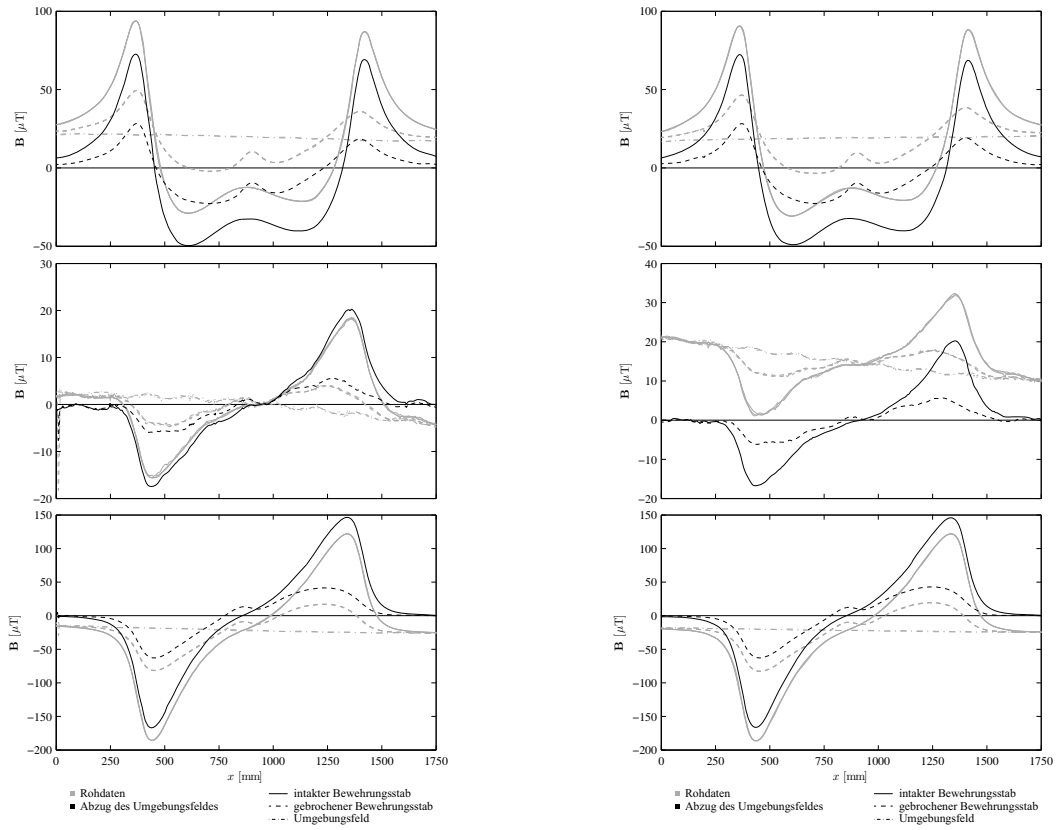 100
50
0
−50
B [μT]
100
50
0
−50
B [μT]
30
20
10
0
−10
−20
B [μT]
40
30
20
10
0
−10
−20
B [μT]
150
100
50
0
−50
−100
−150
−200
B [μT]
0 250 500 750 1000 1250 1500 1750
x [mm]
150
100
50
0
−50
−100
−150
−200
B [μT]
0 250 500 750 1000 1250 1500 1750
x [mm]
Rohdaten
Abzug des Umgebungsfeldes
intakter Bewehrungsstab
gebrochener Bewehrungsstab
Umgebungsfeld
Rohdaten
Abzug des Umgebungsfeldes
intakter Bewehrungsstab
gebrochener Bewehrungsstab
Umgebungsfeld